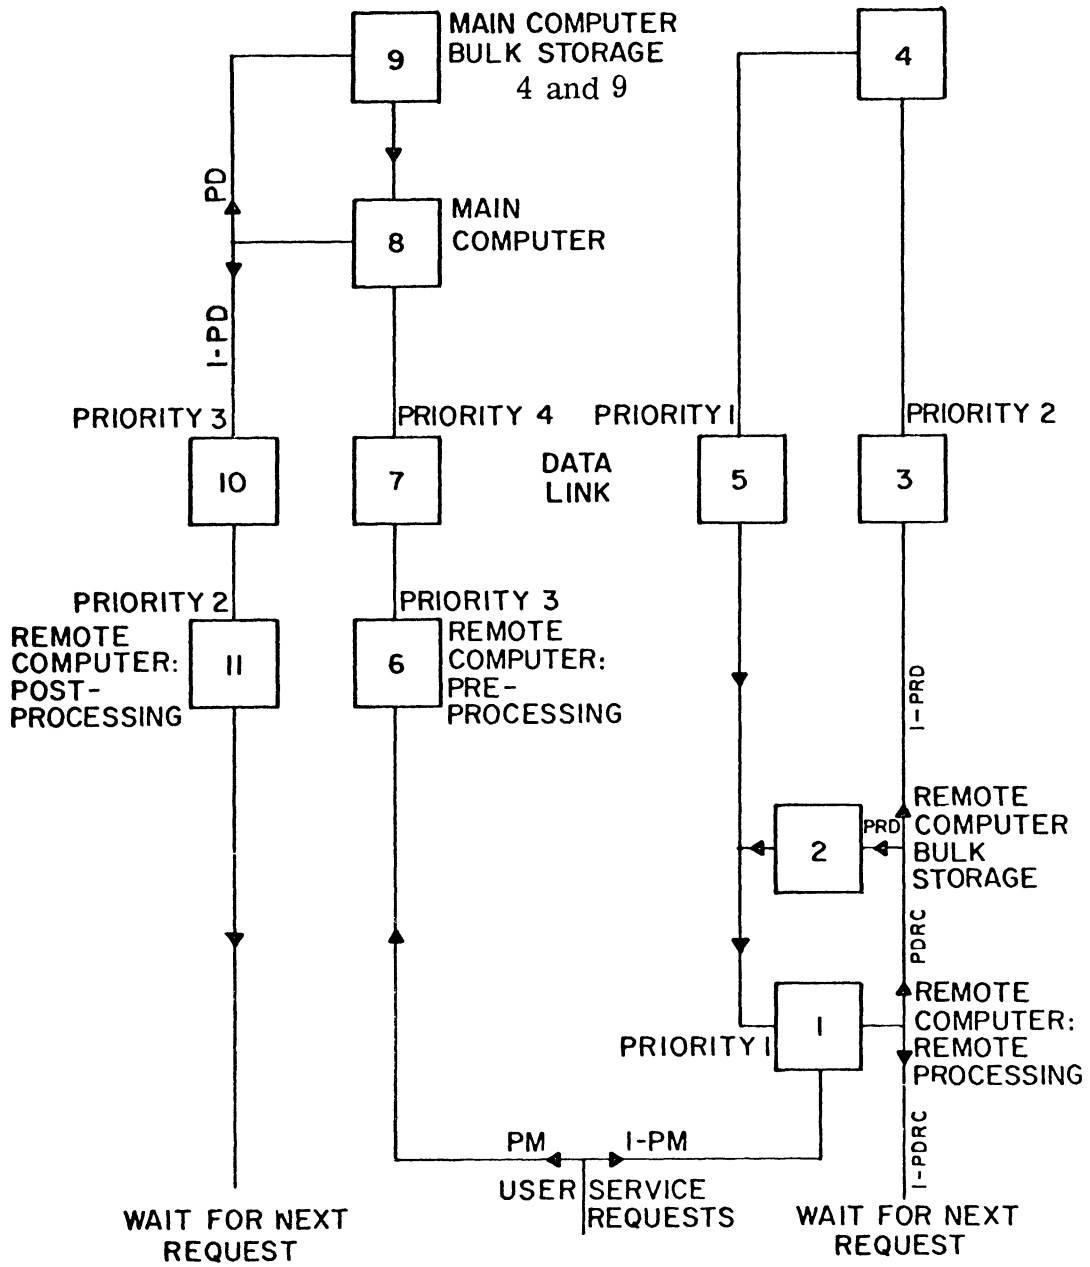 MAIN COMPUTER
BULK STORAGE
4 and 9
9
4
PD
MAIN
COMPUTER
8
1-PD
PRIORITY 3
PRIORITY 4
PRIORITY 1
PRIORITY 2
10
7
DATA
LINK
5
3
PRIORITY 2
PRIORITY 3
REMOTE
COMPUTER:
POST-
PROCESSING
11
6
REMOTE
COMPUTER:
PRE-
PROCESSING
1-PRD
2
PRD
REMOTE
COMPUTER
BULK
STORAGE
PDRC
1
PRIORITY 1
REMOTE
COMPUTER:
REMOTE
PROCESSING
1-PDRC
PM
1-PM
USER SERVICE
REQUESTS
WAIT FOR NEXT
REQUEST
WAIT FOR NEXT
REQUEST